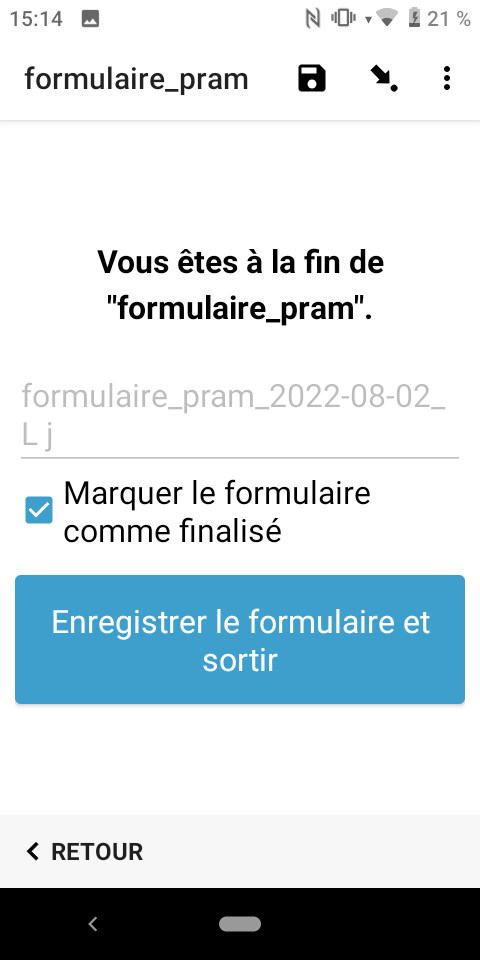 15:14
21 %
formulaire_pram
Vous êtes à la fin de
"formulaire_pram".
formulaire_pram_2022-08-02_
L j
Marquer le formulaire
comme finalisé
Enregistrer le formulaire et
sortir
RETOUR